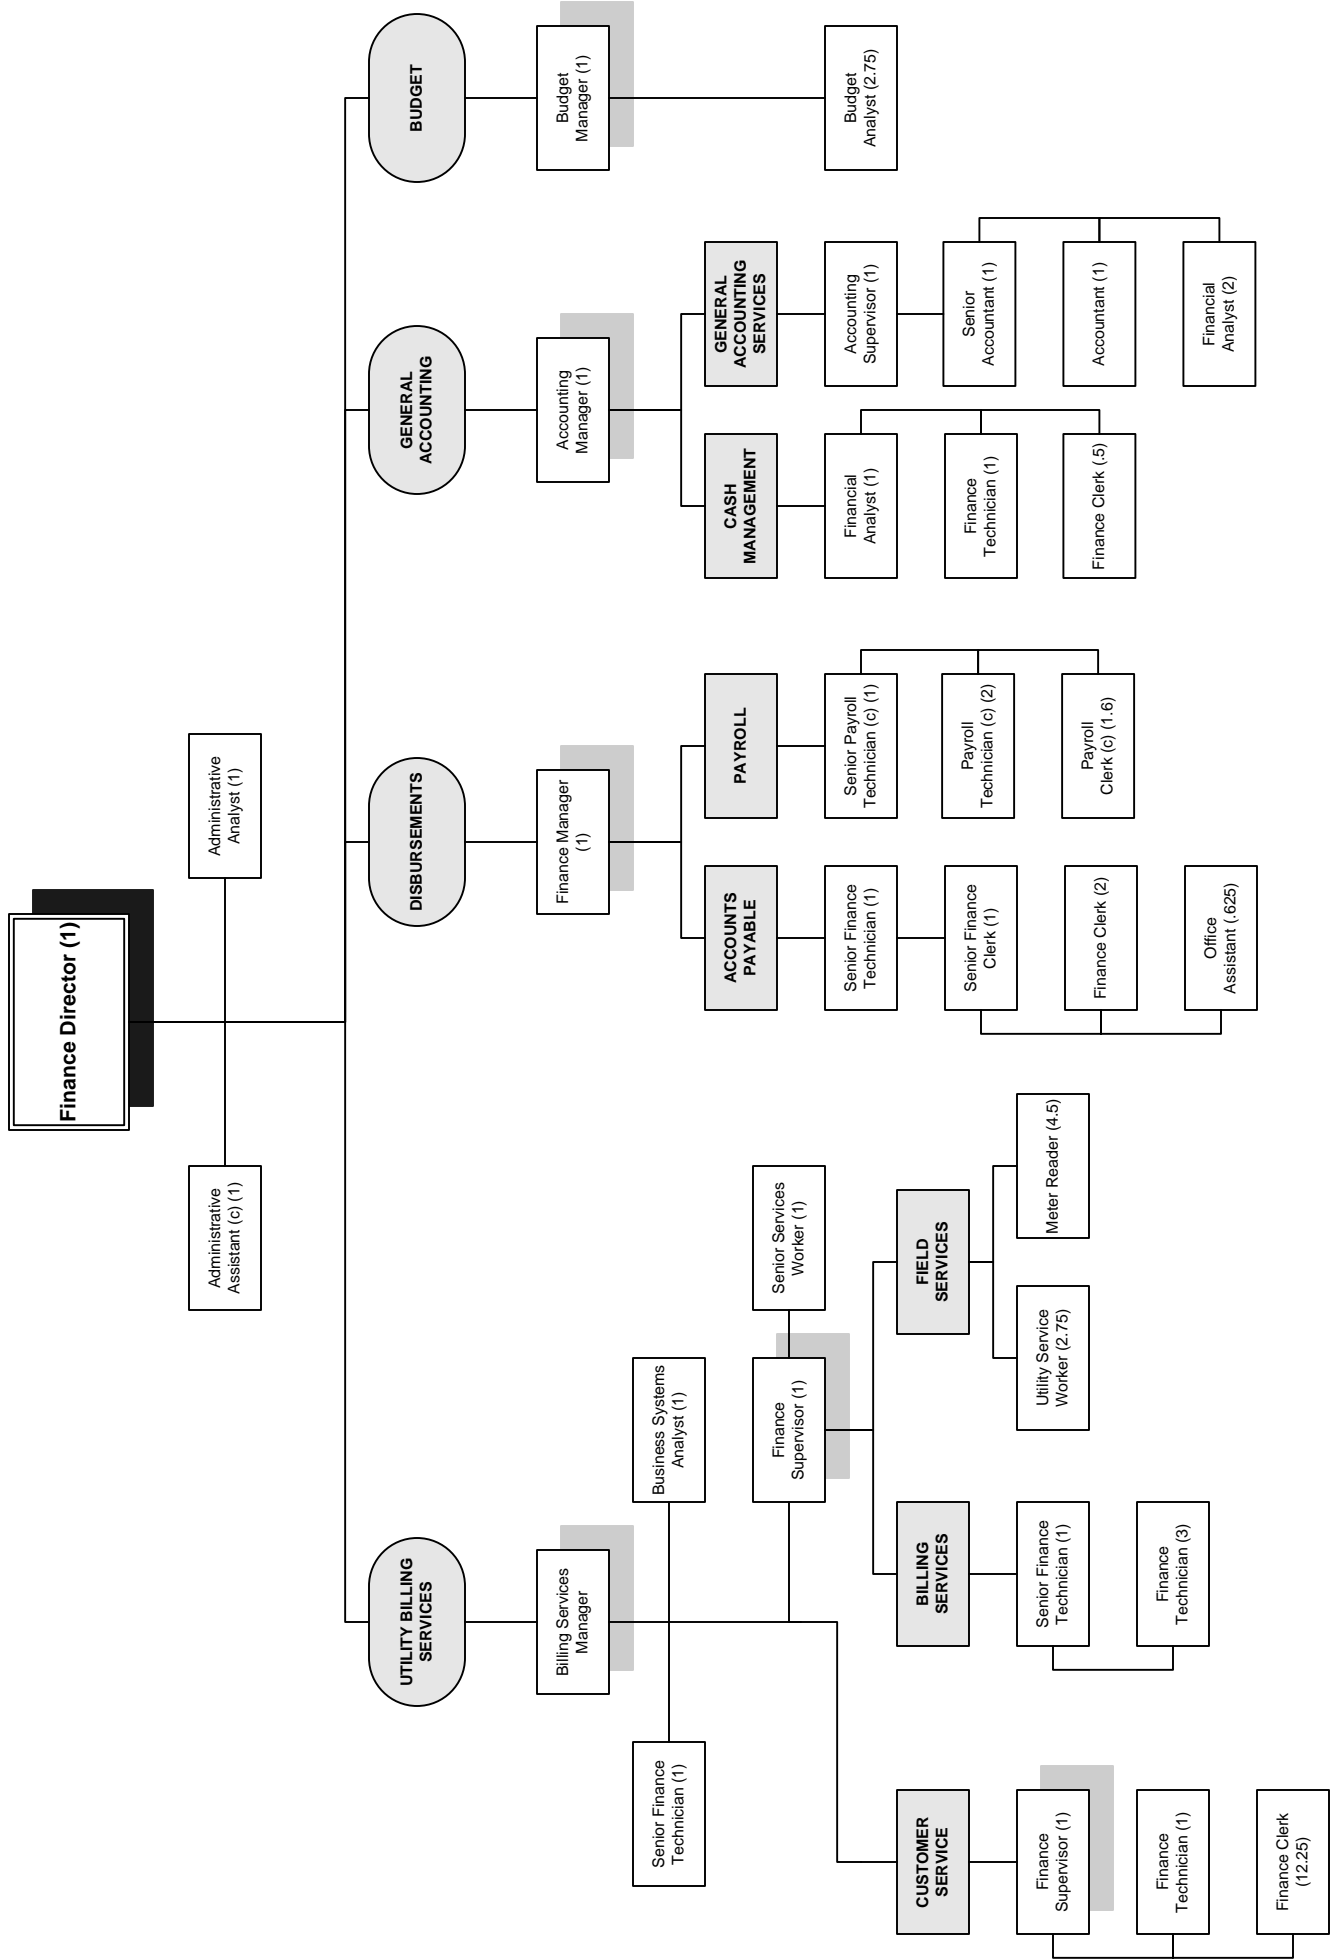 Finance Director (1)
Administrative
Assistant (c) (1)
Administrative
Analyst (1)
UTILITY BILLING
SERVICES
Billing Services
Manager
Senior Finance
Technician (1)
Business Systems
Analyst (1)
Finance
Supervisor (1)
Senior Services
Worker (1)
CUSTOMER
SERVICE
Finance
Supervisor (1)
Finance
Technician (1)
Finance Clerk
(12.25)
BILLING
SERVICES
Senior Finance
Technician (1)
Finance
Technician (3)
FIELD
SERVICES
Utility Service
Worker (2.75)
Meter Reader (4.5)
DISBURSEMENTS
Finance Manager
(1)
ACCOUNTS
PAYABLE
Senior Finance
Technician (1)
Senior Finance
Clerk (1)
Finance Clerk (2)
Office
Assistant (.625)
PAYROLL
Senior Payroll
Technician (c) (1)
Payroll
Technician (c) (2)
Payroll
Clerk (c) (1.6)
GENERAL
ACCOUNTING
Accounting
Manager (1)
CASH
MANAGEMENT
Financial
Analyst (1)
Finance
Technician (1)
Finance Clerk (.5)
GENERAL
ACCOUNTING
SERVICES
Accounting
Supervisor (1)
Senior
Accountant (1)
Accountant (1)
Financial
Analyst (2)
BUDGET
Budget
Manager (1)
Budget
Analyst (2.75)